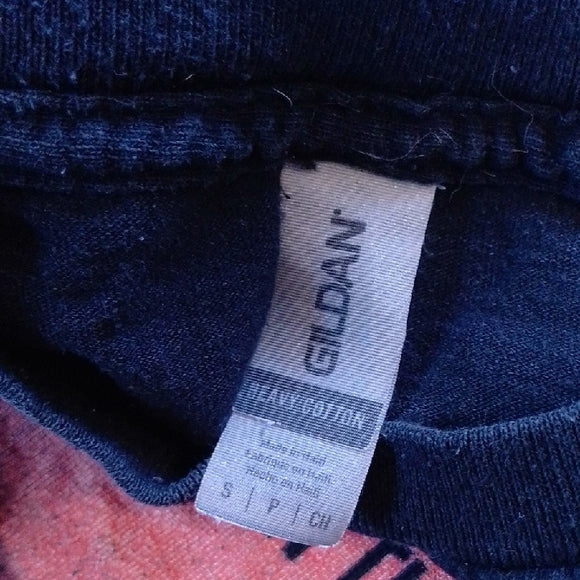 GILDAN
HEAVY COTTON
Made in Haiti
Fabriqué en Haïti
Hecho en Haití
S | P | CH